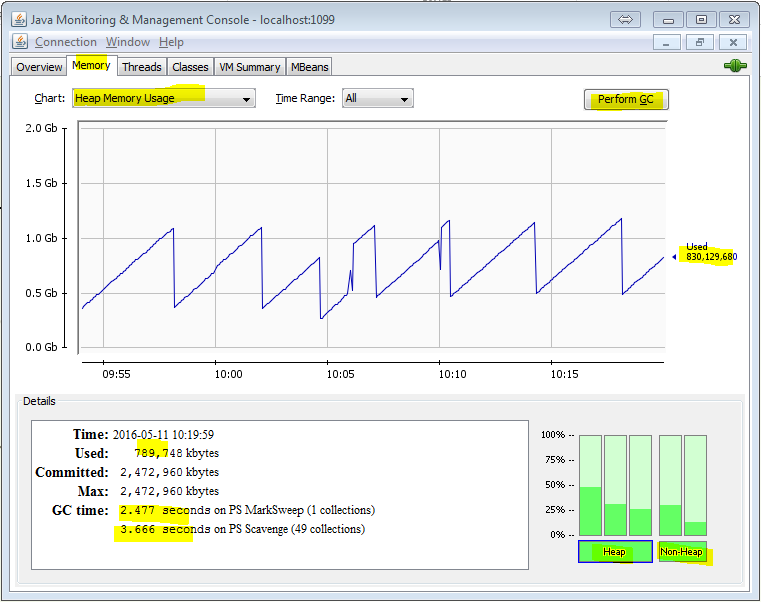 Java Monitoring & Management Console - localhost:1099
Connection Window Help
Overview Memory Threads Classes VM Summary MBeans
Chart: Heap Memory Usage Time Range: All Perform GC
2.0 Gb
1.5 Gb
1.0 Gb
Used
830,129,680
0.5 Gb
0.0 Gb
09:55 10:00 10:05 10:10 10:15
Details
Time: 2016-05-11 10:19:59
Used: 789,748 kbytes
Committed: 2,472,960 kbytes
Max: 2,472,960 kbytes
GC time: 2.477 seconds on PS MarkSweep (1 collections)
3.666 seconds on PS Scavenge (49 collections)
100% --
75% --
50% --
25% --
0% --
Heap Non-Heap